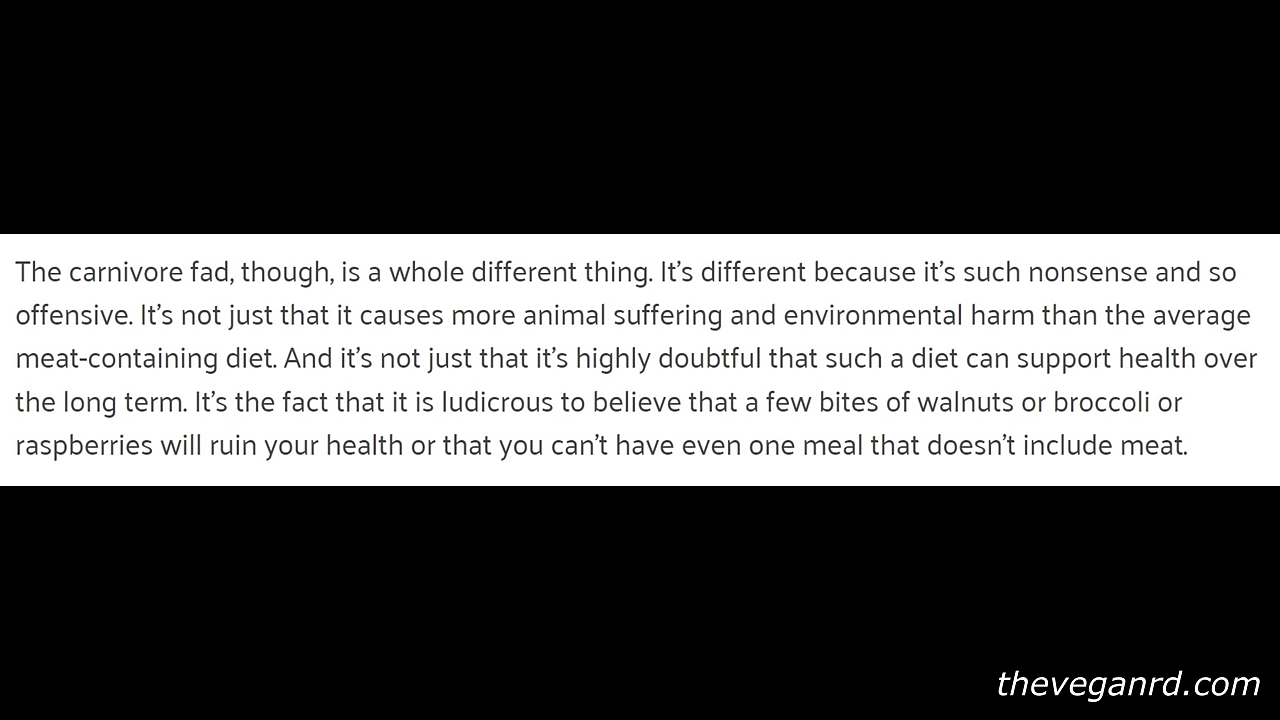 The carnivore fad, though, is a whole different thing. It’s different because it’s such nonsense and so
offensive. It’s not just that it causes more animal suffering and environmental harm than the average
meat-containing diet. And it’s not just that it’s highly doubtful that such a diet can support health over
the long term. It’s the fact that it is ludicrous to believe that a few bites of walnuts or broccoli or
raspberries will ruin your health or that you can’t have even one meal that doesn’t include meat.
theveganrd.com